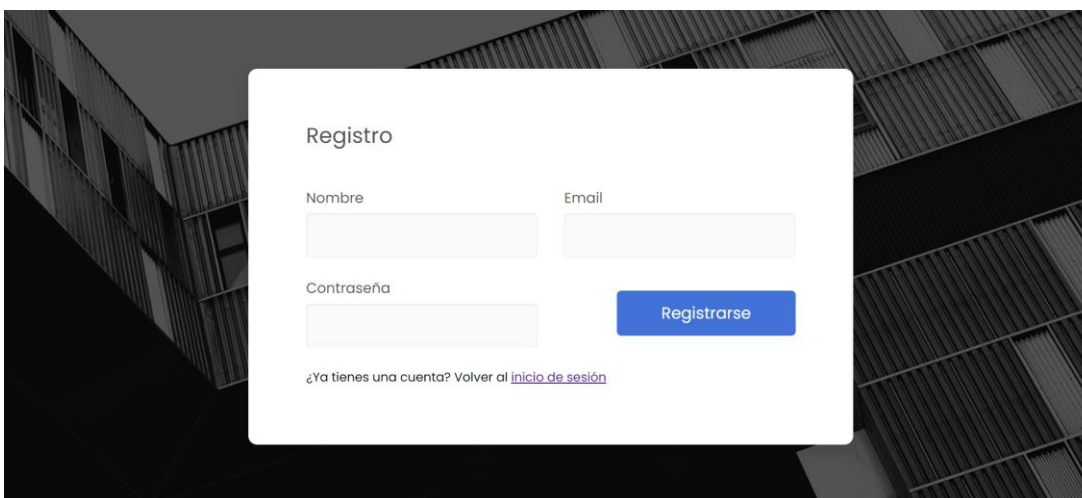 Registro
Nombre
Email
Contraseña
Registrarse
¿Ya tienes una cuenta? Volver al inicio de sesión